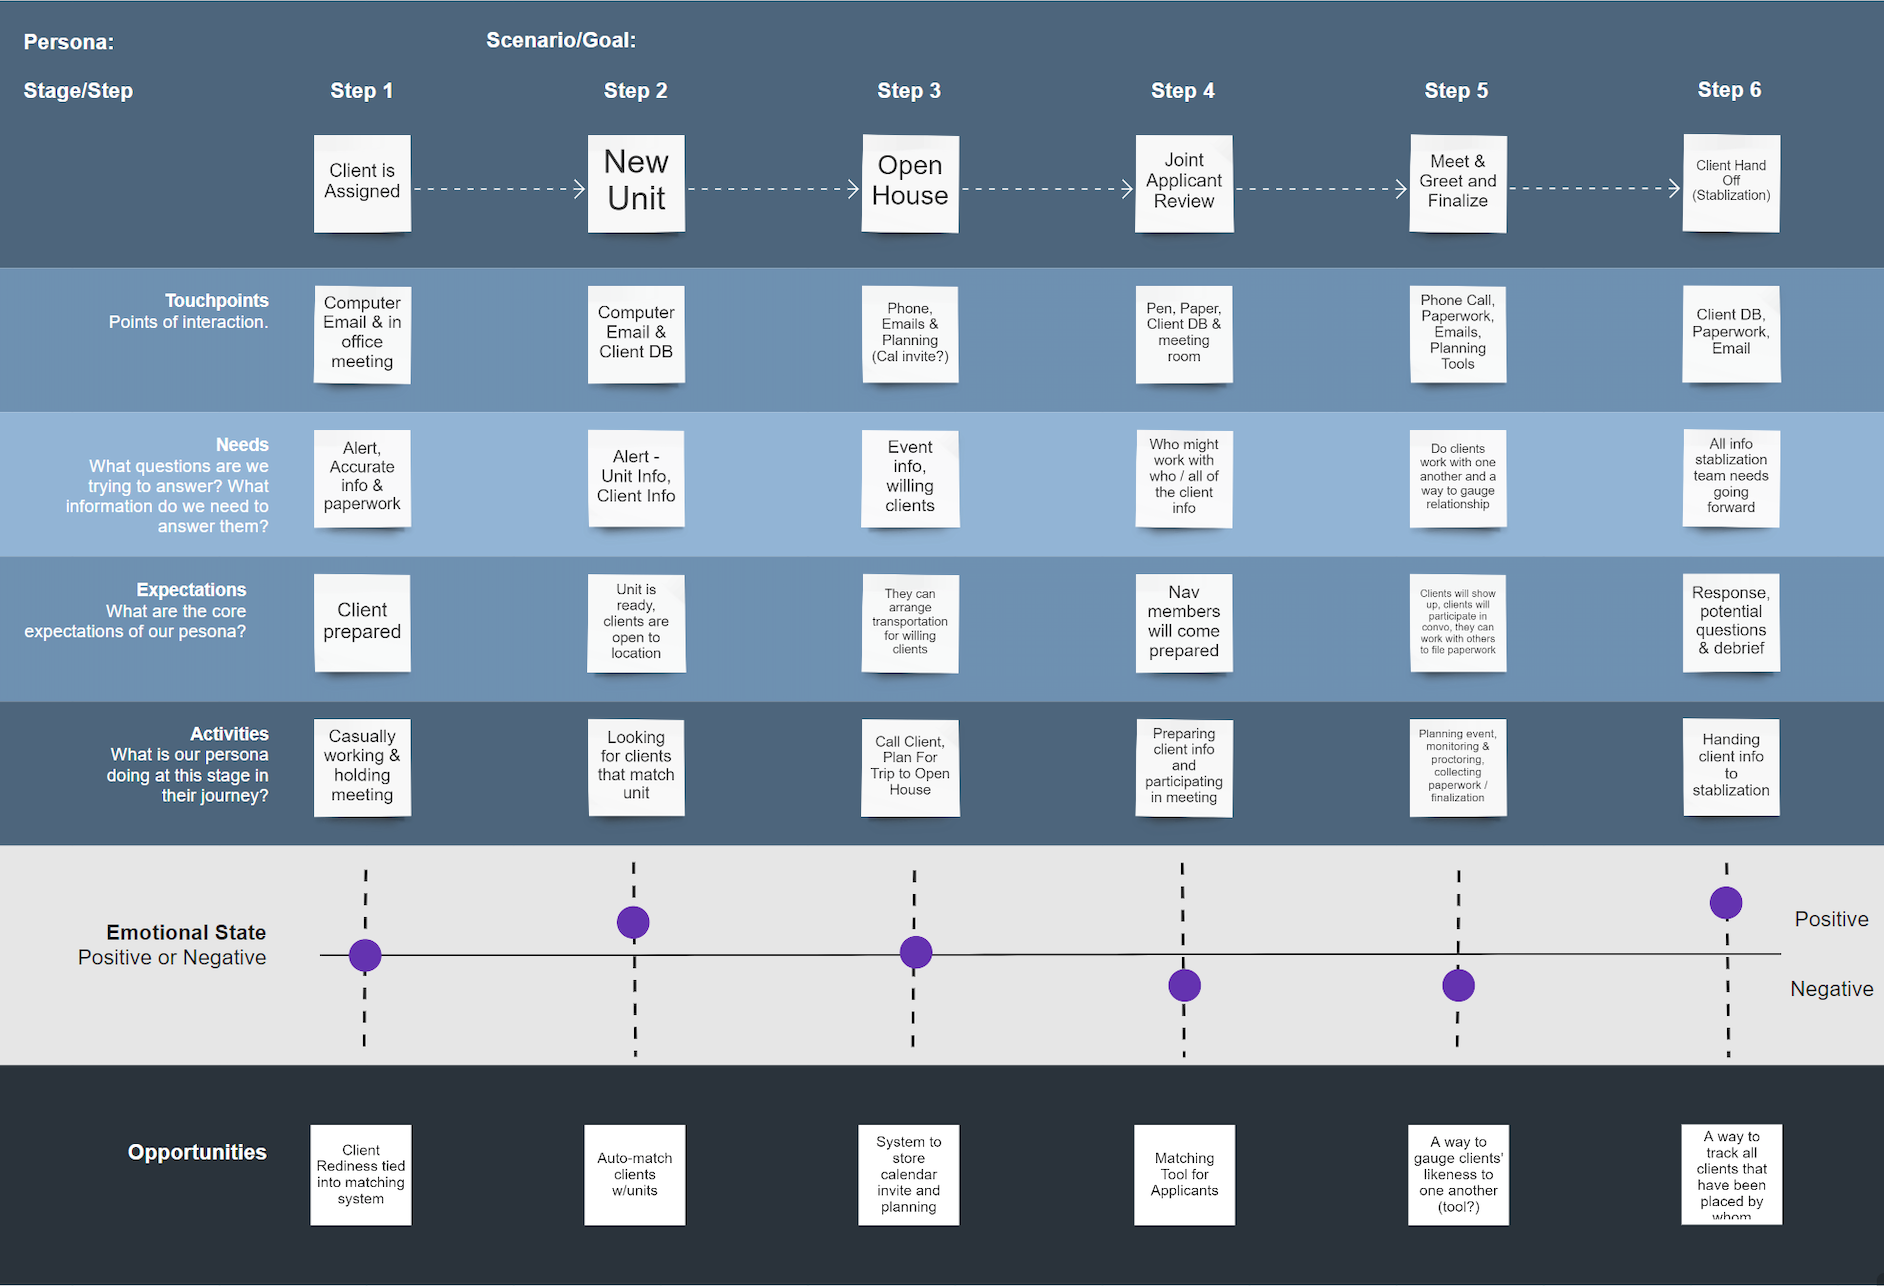 Persona:
Scenario/Goal:
Stage/Step
Step 1
Step 2
Step 3
Step 4
Step 5
Step 6
Client is
Assigned
New
Unit
Open
House
Joint
Applicant
Review
Meet &
Greet and
Finalize
Client Hand
Off
(Stablization)
Touchpoints
Points of interaction.
Computer
Email & in
office
meeting
Computer
Email &
Client DB
Phone,
Emails &
Planning
(Cal invite?)
Pen, Paper,
Client DB &
meeting
room
Phone Call,
Paperwork,
Emails,
Planning
Tools
Client DB,
Paperwork,
Email
Needs
What questions are we
trying to answer? What
information do we need to
answer them?
Alert,
Accurate
info &
paperwork
Alert -
Unit Info,
Client Info
Event
info,
willing
clients
Who might
work with
who / all of
the client
info
Do clients
work with one
another and a
way to gauge
relationship
All info
stablization
team needs
going
forward
Expectations
What are the core
expectations of our pesona?
Client
prepared
Unit is
ready,
clients are
open to
location
They can
arrange
transportation
for willing
clients
Nav
members
will come
prepared
Clients will show
up, clients will
participate in
convo, they can
work with others
to file paperwork
Response,
potential
questions
& debrief
Activities
What is our persona
doing at this stage in
their journey?
Casually
working &
holding
meeting
Looking
for clients
that match
unit
Call Client,
Plan For
Trip to Open
House
Preparing
client info
and
participating
in meeting
Planning event,
monitoring &
proctoring,
collecting
paperwork /
finalization
Handing
client info
to
stablization
Emotional State
Positive or Negative
Positive
Negative
Opportunities
Client
Rediness tied
into matching
system
Auto-match
clients
w/units
System to
store
calendar
invite and
planning
Matching
Tool for
Applicants
A way to
gauge clients'
likeness to
one another
(tool?)
A way to
track all
clients that
have been
placed by
whom